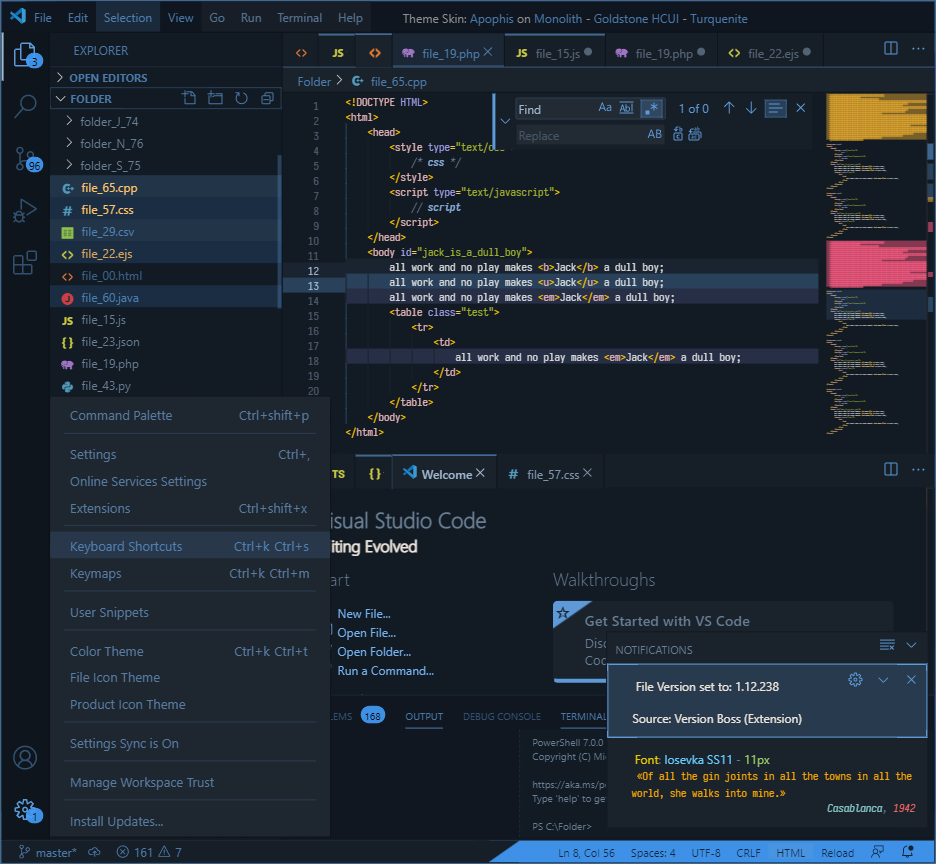 File Edit Selection View Go Run Terminal Help Theme Skin: Apophis on Monolith - Goldstone HCUI - Turquenite
3
EXPLORER
OPEN EDITORS
FOLDER
folder_J_74
folder_N_76
folder_S_75
96
file_65.cpp
# file_57.css
file_29.csv
<> file_22.ejs
<> file_00.html
J file_60.java
JS file_15.js
{} file_23.json
php file_19.php
file_43.py
<> JS <> php file_19.php JS file_15.js php file_19.php <> file_22.ejs
Folder > file_65.cpp
Find Aa Abl .* 1 of 0
Replace AB
1 <!DOCTYPE HTML>
2 <html>
3 <head>
4 <style type="text/css
5 /* css */
6 </style>
7 <script type="text/javascript">
8 // script
9 </script>
10 </head>
11 <body id="jack_is_a_dull_boy">
12 all work and no play makes <b>Jack</b> a dull boy;
13 all work and no play makes <u>Jack</u> a dull boy;
14 all work and no play makes <em>Jack</em> a dull boy;
15 <table class="test">
16 <tr>
17 <td>
18 all work and no play makes <em>Jack</em> a dull boy;
19 </td>
20 </tr>
</table>
</body>
</html>
Command Palette Ctrl+shift+p
Settings Ctrl+,
Online Services Settings
Extensions Ctrl+shift+x
Keyboard Shortcuts Ctrl+k Ctrl+s
Keymaps Ctrl+k Ctrl+m
User Snippets
Color Theme Ctrl+k Ctrl+t
File Icon Theme
Product Icon Theme
Settings Sync is On
Manage Workspace Trust
Install Updates...
1
TS {} Welcome # file_57.css
isual Studio Code
iting Evolved
art
New File...
Open File...
Open Folder...
Run a Command...
Walkthroughs
Get Started with VS Code
Disc
Coc
LEMS 168 OUTPUT DEBUG CONSOLE TERMINAL
PowerShell 7.0.0
Copyright (C) Mi
https://aka.ms/p
Type 'help' to ge
PS C:\Folder>
NOTIFICATIONS
File Version set to: 1.12.238
Source: Version Boss (Extension)
Font: Iosevka SS11 - 11px
«Of all the gin joints in all the towns in all the
world, she walks into mine.»
Casablanca, 1942
master* 161 7 Ln 8, Col 56 Spaces: 4 UTF-8 CRLF HTML Reload